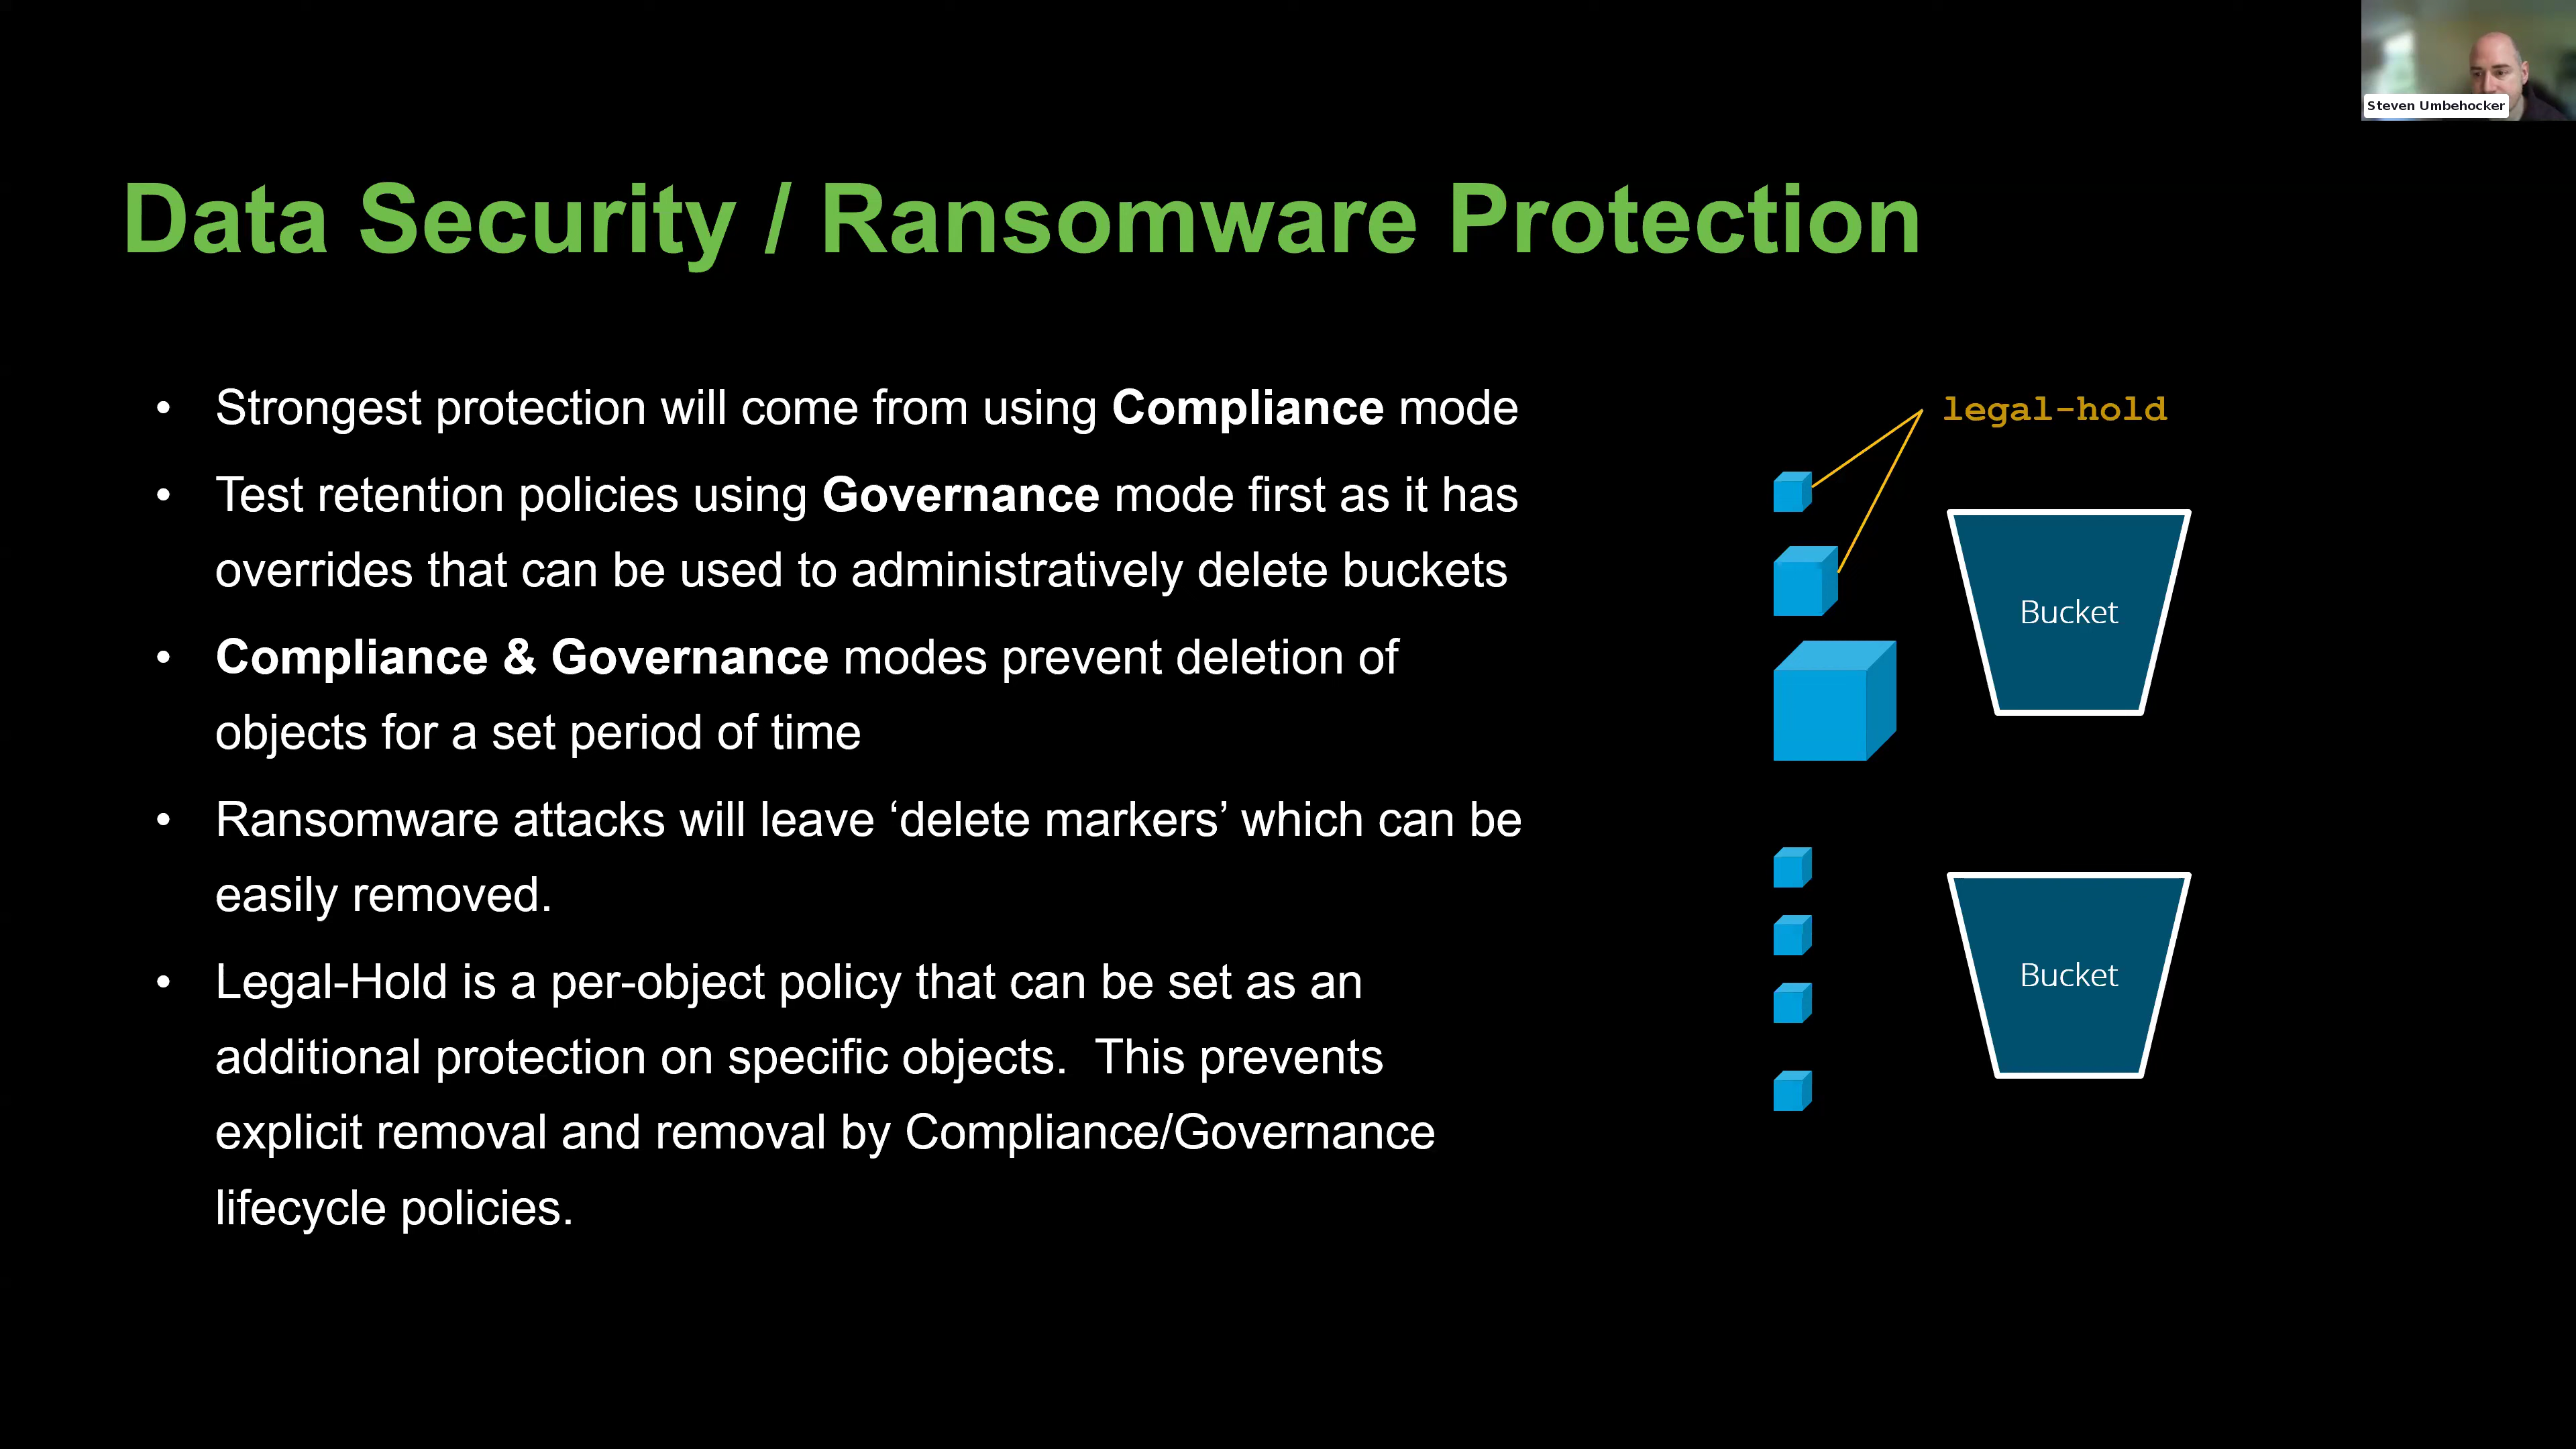 Steven Umbehocker
Data Security / Ransomware Protection
• Strongest protection will come from using Compliance mode
• Test retention policies using Governance mode first as it has
overrides that can be used to administratively delete buckets
• Compliance & Governance modes prevent deletion of
objects for a set period of time
• Ransomware attacks will leave ‘delete markers’ which can be
easily removed.
• Legal-Hold is a per-object policy that can be set as an
additional protection on specific objects.  This prevents
explicit removal and removal by Compliance/Governance
lifecycle policies.
legal-hold
Bucket
Bucket